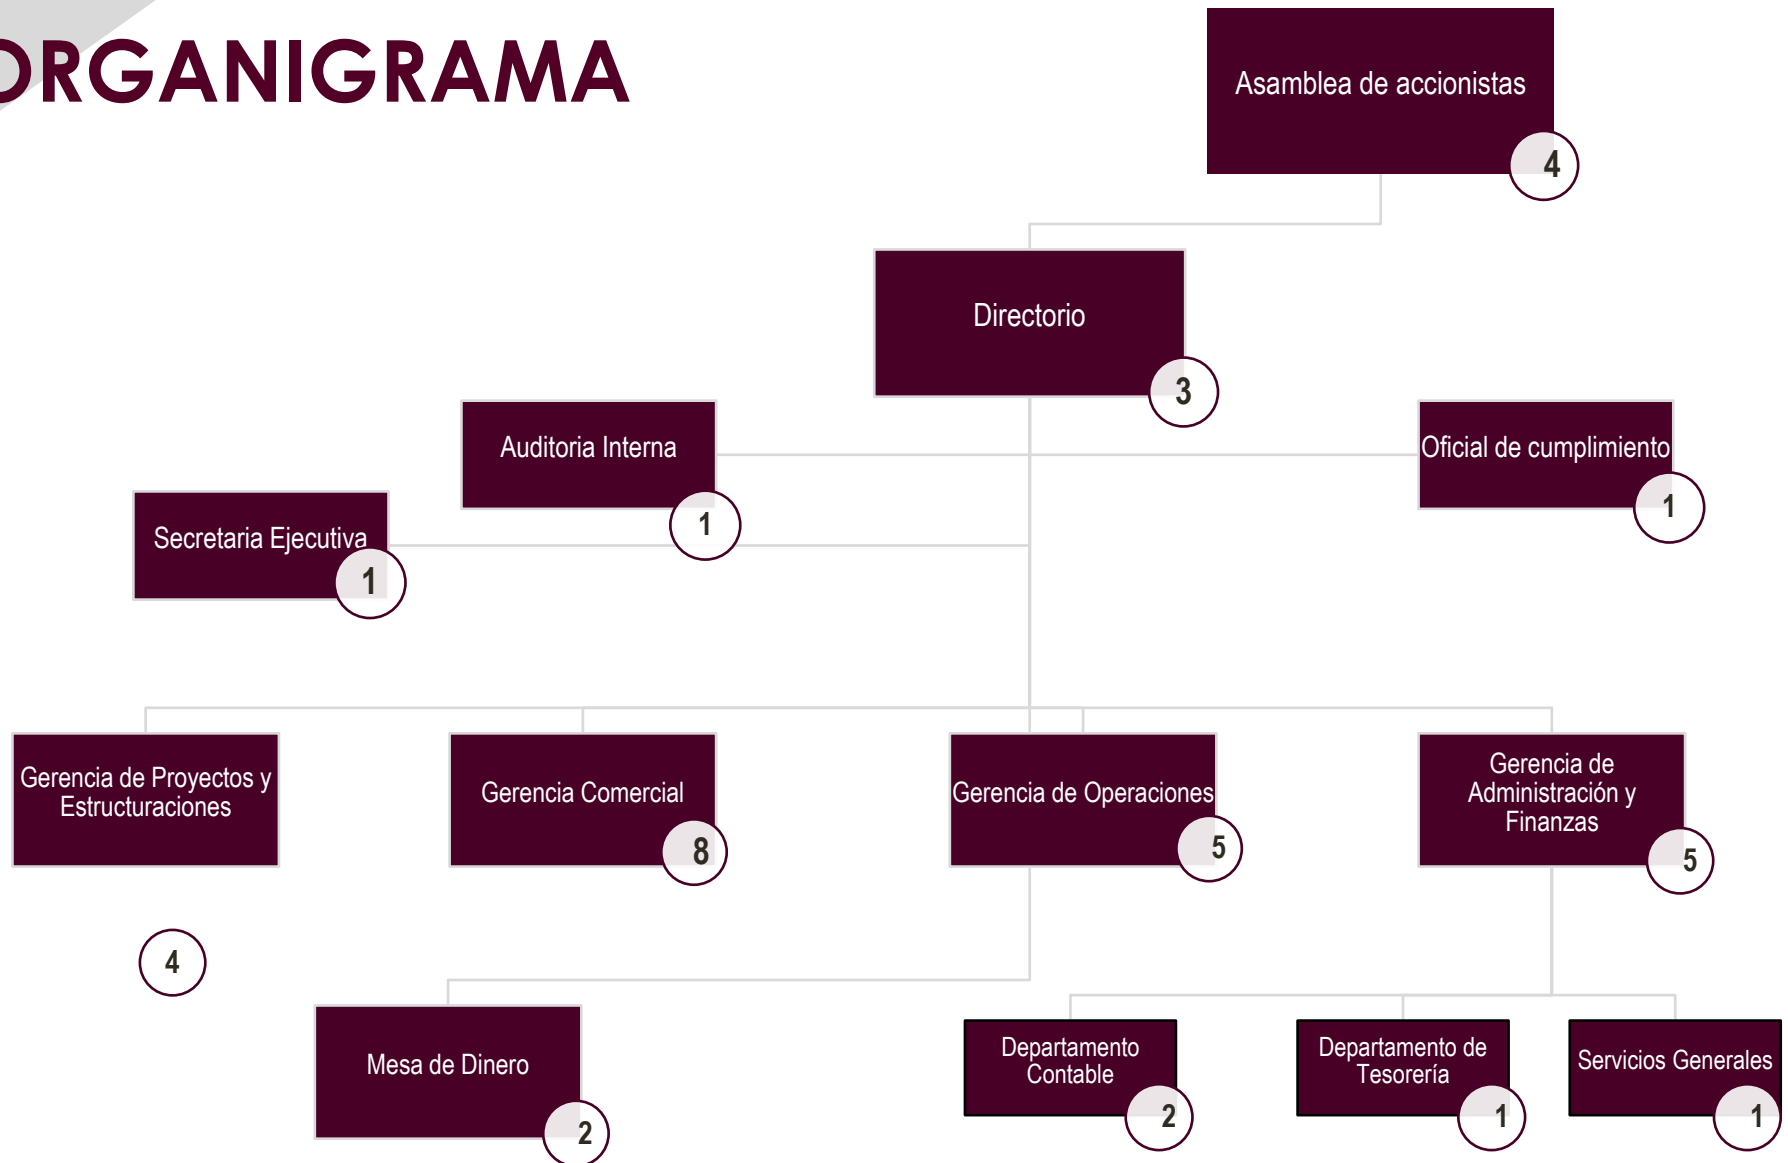 ORGANIGRAMA
Asamblea de accionistas
4
Directorio
3
Auditoria Interna
1
Oficial de cumplimiento
1
Secretaria Ejecutiva
1
Gerencia de Proyectos y
Estructuraciones
4
Gerencia Comercial
8
Gerencia de Operaciones
5
Gerencia de
Administración y
Finanzas
5
Mesa de Dinero
2
Departamento
Contable
2
Departamento de
Tesorería
1
Servicios Generales
1